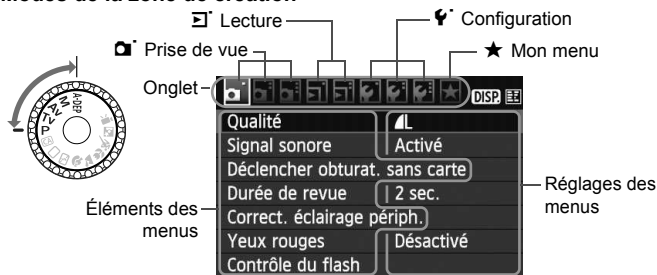 Modes de la zone de création
Lecture
Configuration
Prise de vue
★ Mon menu
Onglet
DISP.
Qualité L
Signal sonore Activé
Déclencher obturat. sans carte
Durée de revue 2 sec.
Correct. éclairage périph.
Yeux rouges Désactivé
Contrôle du flash
Éléments des
menus
Réglages des
menus
A-DEP
M
Av
Tv
P